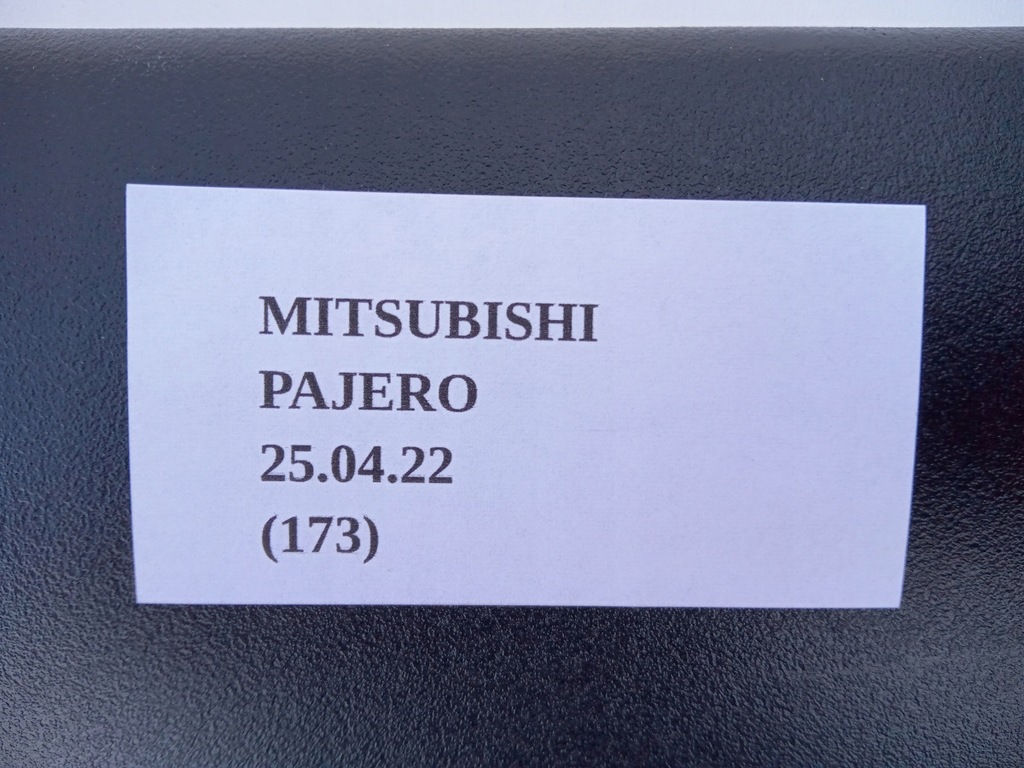 MITSUBISHI
PAJERO
25.04.22
(173)